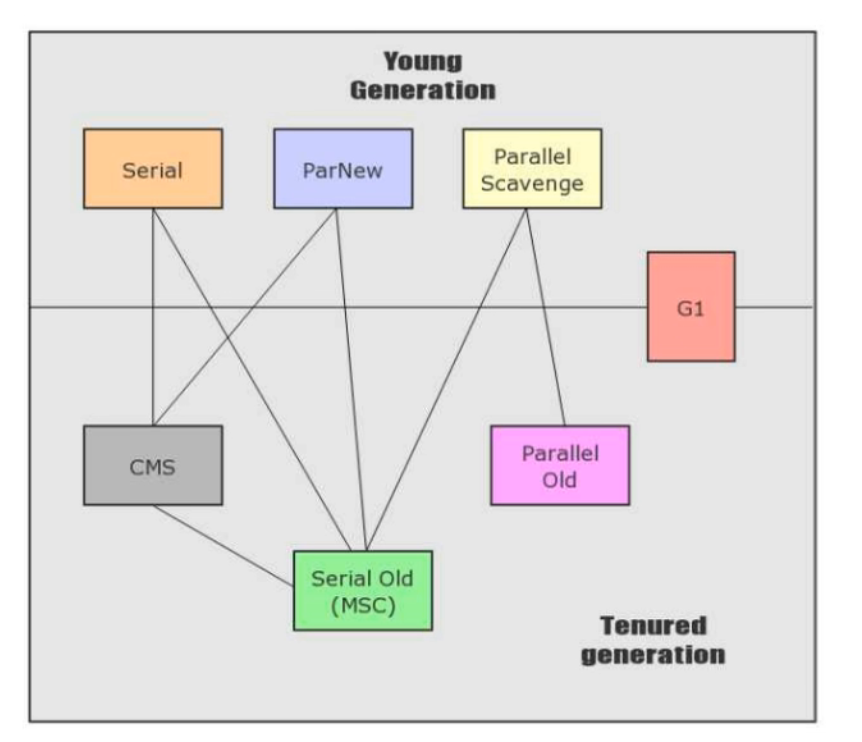 Young
Generation
Serial
ParNew
Parallel
Scavenge
G1
CMS
Parallel
Old
Serial Old
(MSC)
Tenured
generation